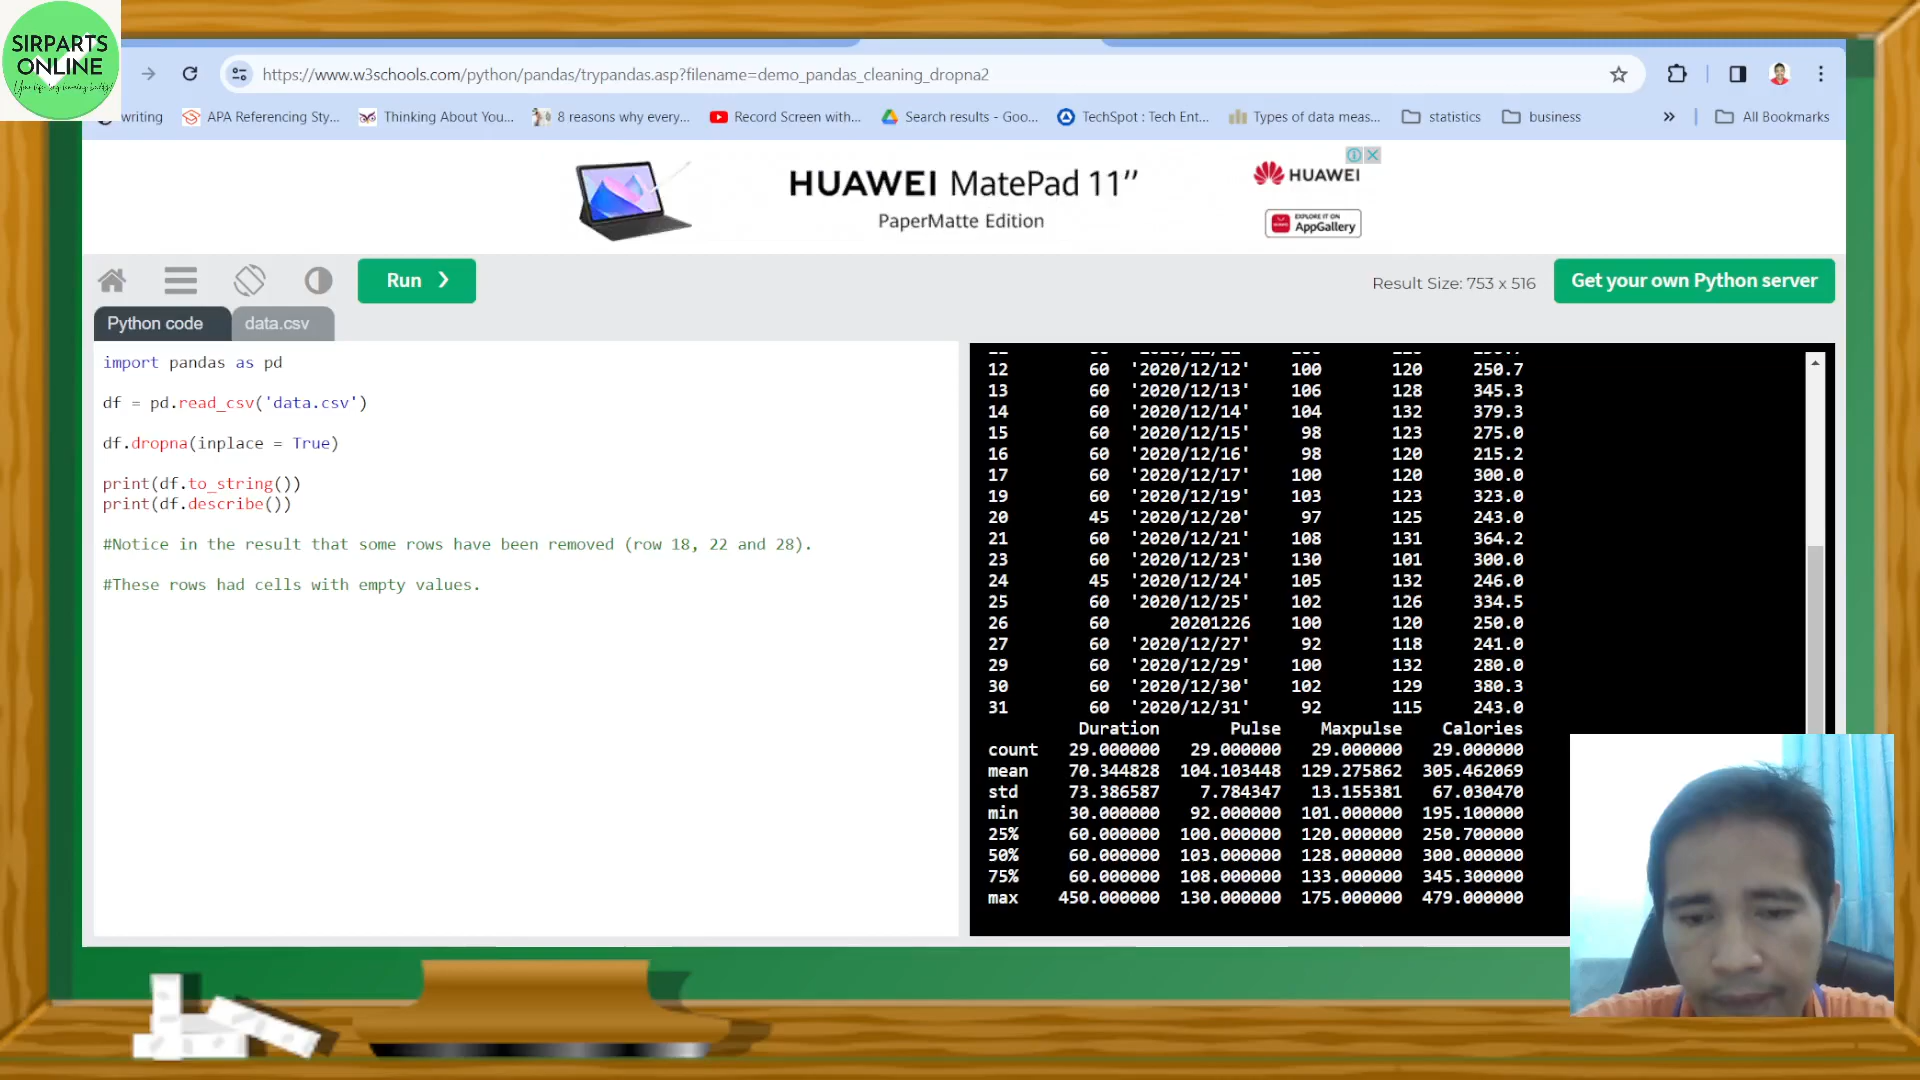 SIRPARTS
ONLINE
https://www.w3schools.com/python/pandas/trypandas.asp?filename=demo_pandas_cleaning_dropna2
writing
APA Referencing Sty...
Thinking About You...
8 reasons why every...
Record Screen with...
Search results - Goo...
TechSpot : Tech Ent...
Types of data meas...
statistics
business
»
All Bookmarks
HUAWEI MatePad 11″
PaperMatte Edition
HUAWEI
EXPLORE IT ON
AppGallery
Run ❯
Result Size: 753 x 516
Get your own Python server
Python code
data.csv
import pandas as pd
df = pd.read_csv('data.csv')
df.dropna(inplace = True)
print(df.to_string())
print(df.describe())
#Notice in the result that some rows have been removed (row 18, 22 and 28).
#These rows had cells with empty values.
12 60 '2020/12/12' 100 120 250.7
13 60 '2020/12/13' 106 128 345.3
14 60 '2020/12/14' 104 132 379.3
15 60 '2020/12/15' 98 123 275.0
16 60 '2020/12/16' 98 120 215.2
17 60 '2020/12/17' 100 120 300.0
19 60 '2020/12/19' 103 123 323.0
20 45 '2020/12/20' 97 125 243.0
21 60 '2020/12/21' 108 131 364.2
23 60 '2020/12/23' 130 101 300.0
24 45 '2020/12/24' 105 132 246.0
25 60 '2020/12/25' 102 126 334.5
26 60 20201226 100 120 250.0
27 60 '2020/12/27' 92 118 241.0
29 60 '2020/12/29' 100 132 280.0
30 60 '2020/12/30' 102 129 380.3
31 60 '2020/12/31' 92 115 243.0
Duration Pulse Maxpulse Calories
count 29.000000 29.000000 29.000000 29.000000
mean 70.344828 104.103448 129.275862 305.462069
std 73.386587 7.784347 13.155381 67.030470
min 30.000000 92.000000 101.000000 195.100000
25% 60.000000 100.000000 120.000000 250.700000
50% 60.000000 103.000000 128.000000 300.000000
75% 60.000000 108.000000 133.000000 345.300000
max 450.000000 130.000000 175.000000 479.000000